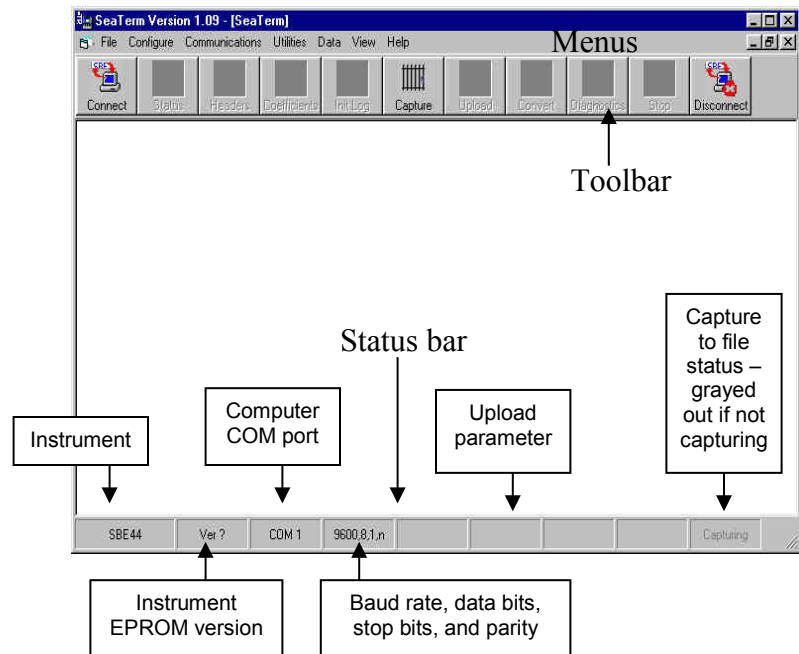 SeaTerm Version 1.09 - [SeaTerm]
File Configure Communications Utilities Data View Help
Menus
SBE
SBE
Connect Status Headers Coefficients Init Log Capture Upload Convert Diagnostics Stop Disconnect
Toolbar
Capture
to file
status –
grayed
out if not
capturing
Status bar
Computer
COM port
Upload
parameter
Instrument
SBE44 Ver ? COM 1 9600,8,1,n Capturing
Instrument
EPROM version
Baud rate, data bits,
stop bits, and parity